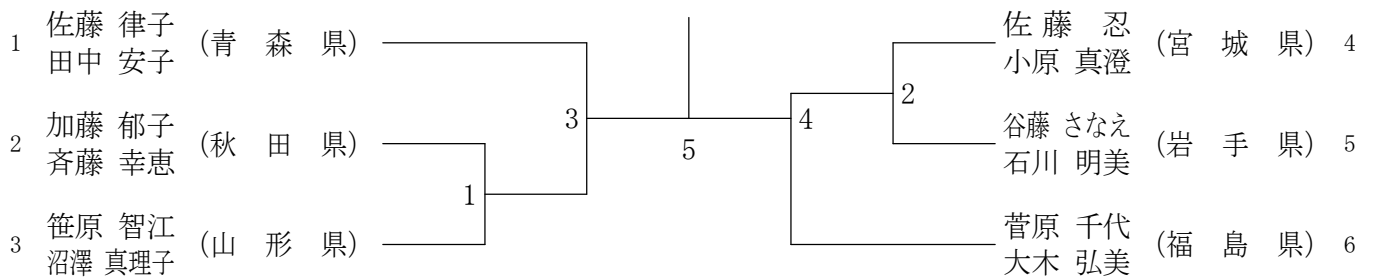 1 佐藤 律子 田中 安子 (青 森 県)
2 加藤 郁子 斉藤 幸恵 (秋 田 県)
3 笹原 智江 沼澤 真理子 (山 形 県)
3
1
5
4
2
佐藤 忍 小原 真澄 (宮 城 県) 4
谷藤 さなえ 石川 明美 (岩 手 県) 5
菅原 千代 大木 弘美 (福 島 県) 6